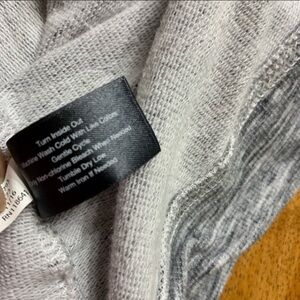 Turn Inside Out
Machine Wash Cold With Like Colors
Gentle Cycle
Only Non-chlorine Bleach When Needed
Tumble Dry Low
Warm Iron If Needed